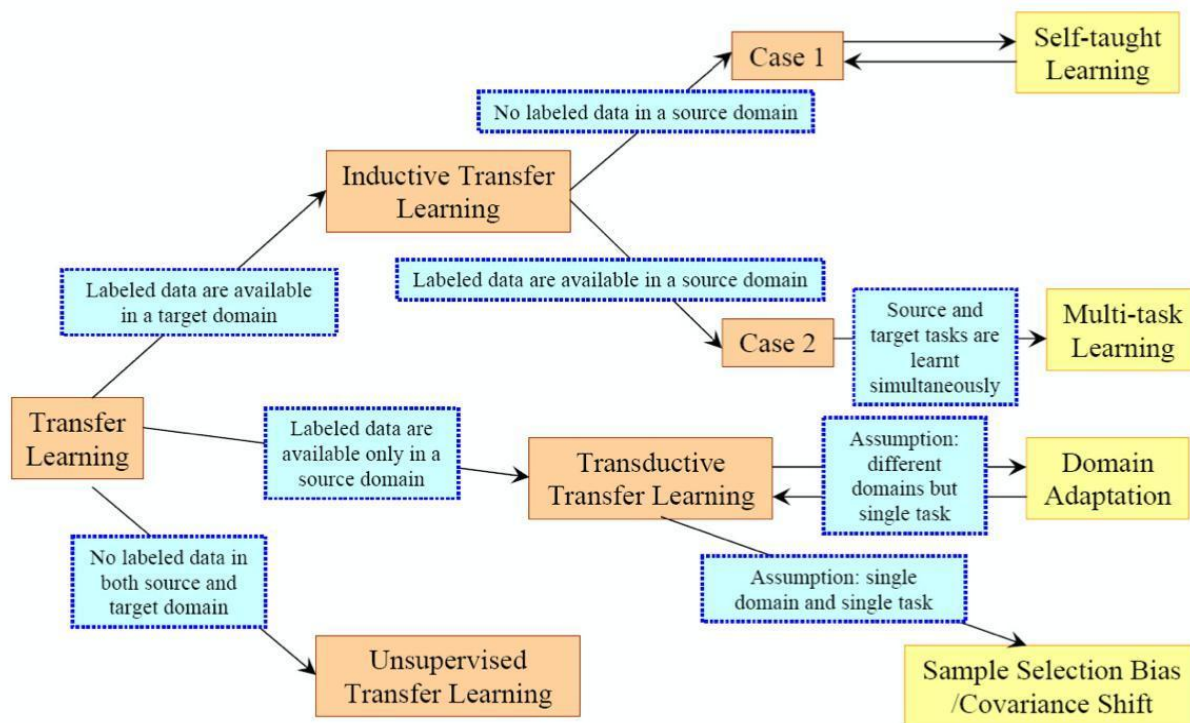 Case 1
Self-taught
Learning
No labeled data in a source domain
Inductive Transfer
Learning
Labeled data are available
in a target domain
Labeled data are available in a source domain
Case 2
Source and
target tasks are
learnt
simultaneously
Multi-task
Learning
Transfer
Learning
Labeled data are
available only in a
source domain
Transductive
Transfer Learning
Assumption:
different
domains but
single task
Domain
Adaptation
No labeled data in
both source and
target domain
Assumption: single
domain and single task
Unsupervised
Transfer Learning
Sample Selection Bias
/Covariance Shift